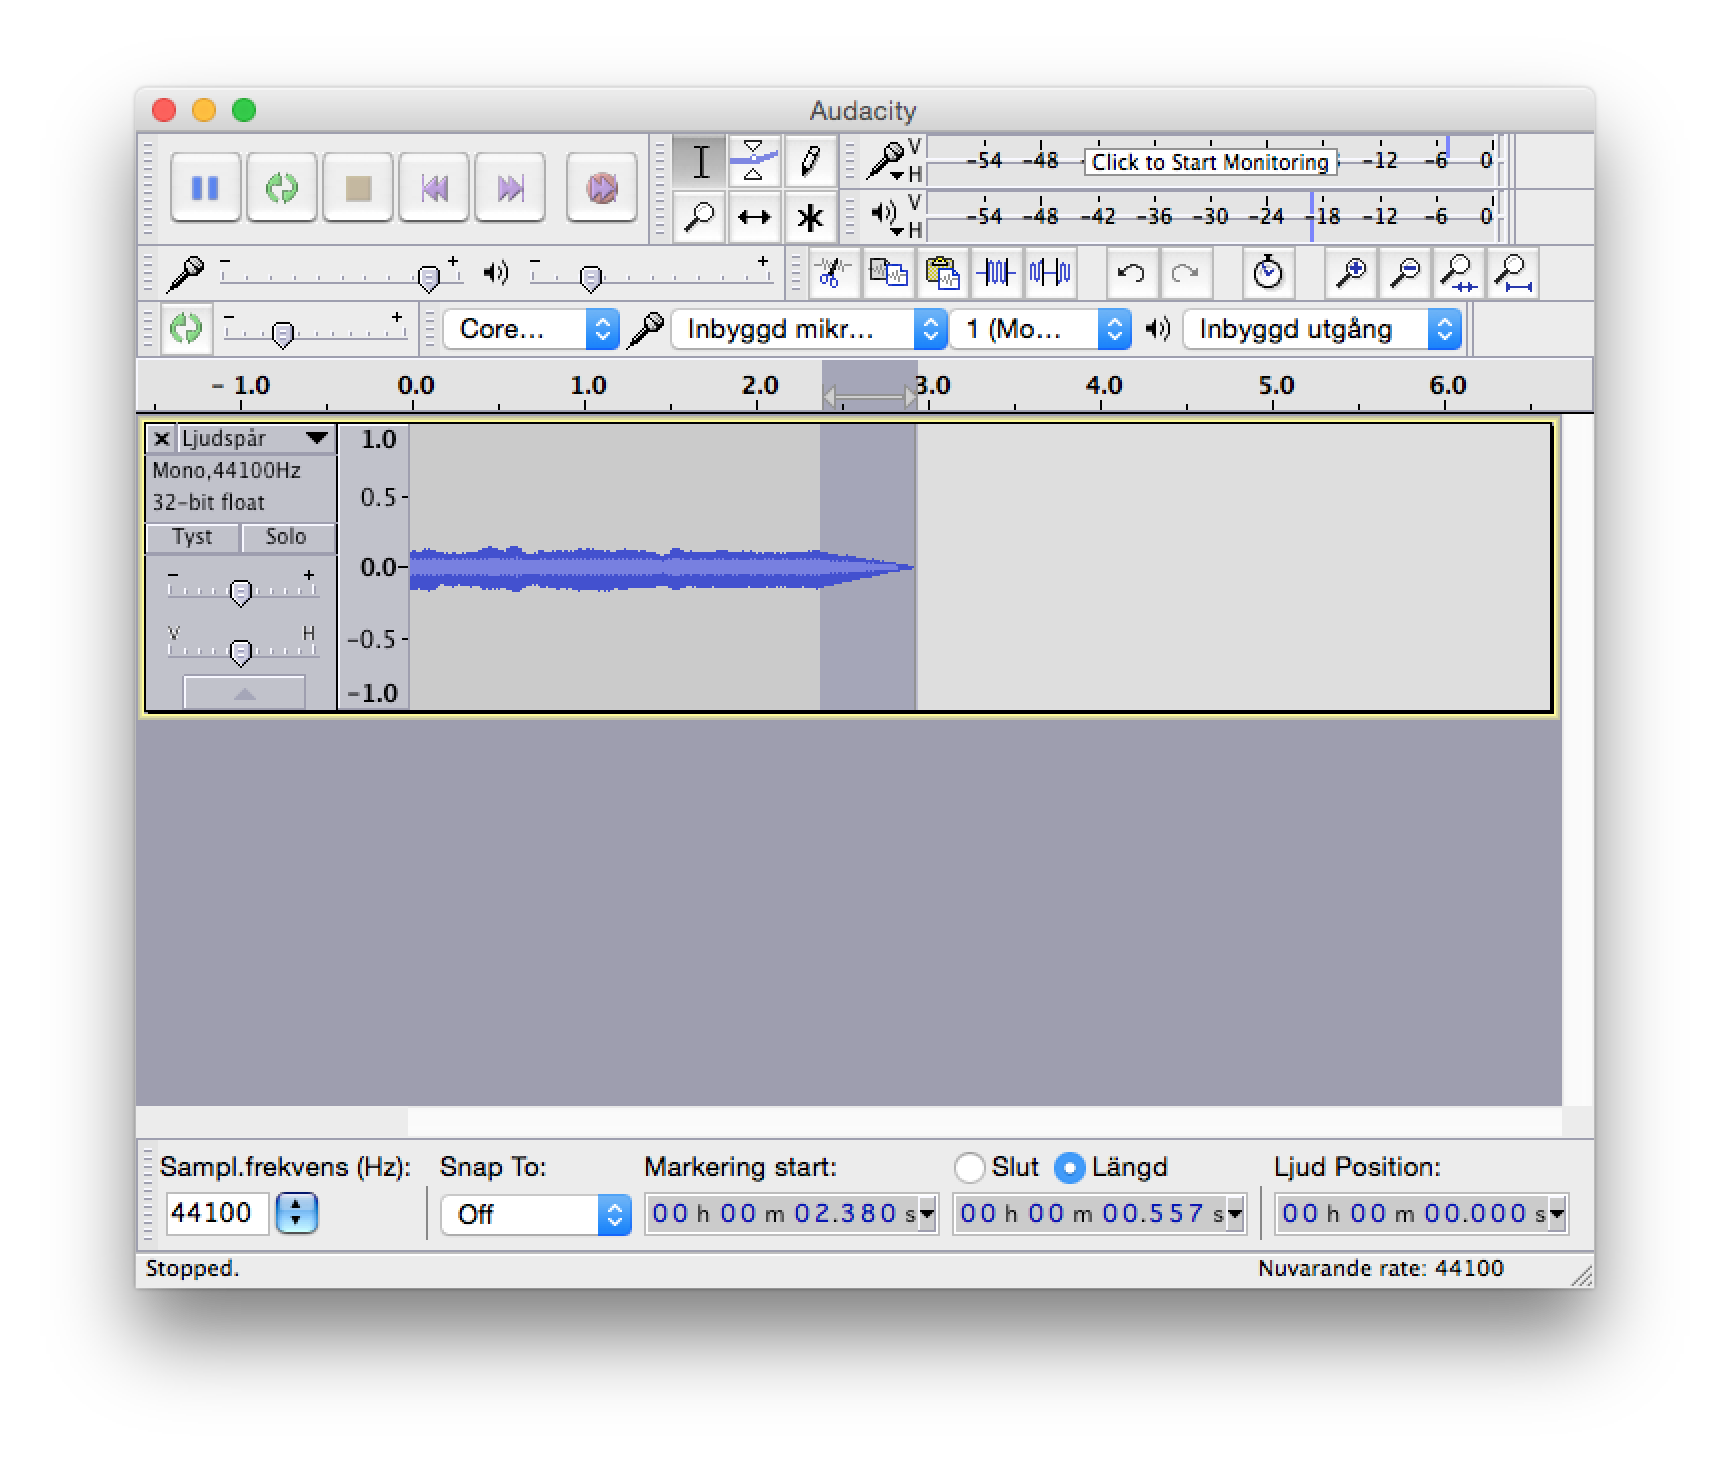 Audacity
V
H
-54 -48 - Click to Start Monitoring -12 -6 0
V
H
-54 -48 -42 -36 -30 -24 -18 -12 -6 0
- + - +
- + Core... Inbyggd mikr... 1 (Mo... Inbyggd utgång
- 1.0 0.0 1.0 2.0 3.0 4.0 5.0 6.0
Ljudspår
Mono,44100Hz
32-bit float
Tyst Solo
- +
V H
1.0
0.5-
0.0-
-0.5-
-1.0
Sampl.frekvens (Hz): Snap To: Markering start: Slut Längd Ljud Position:
44100 Off 00 h 00 m 02.380 s 00 h 00 m 00.557 s 00 h 00 m 00.000 s
Stopped. Nuvarande rate: 44100